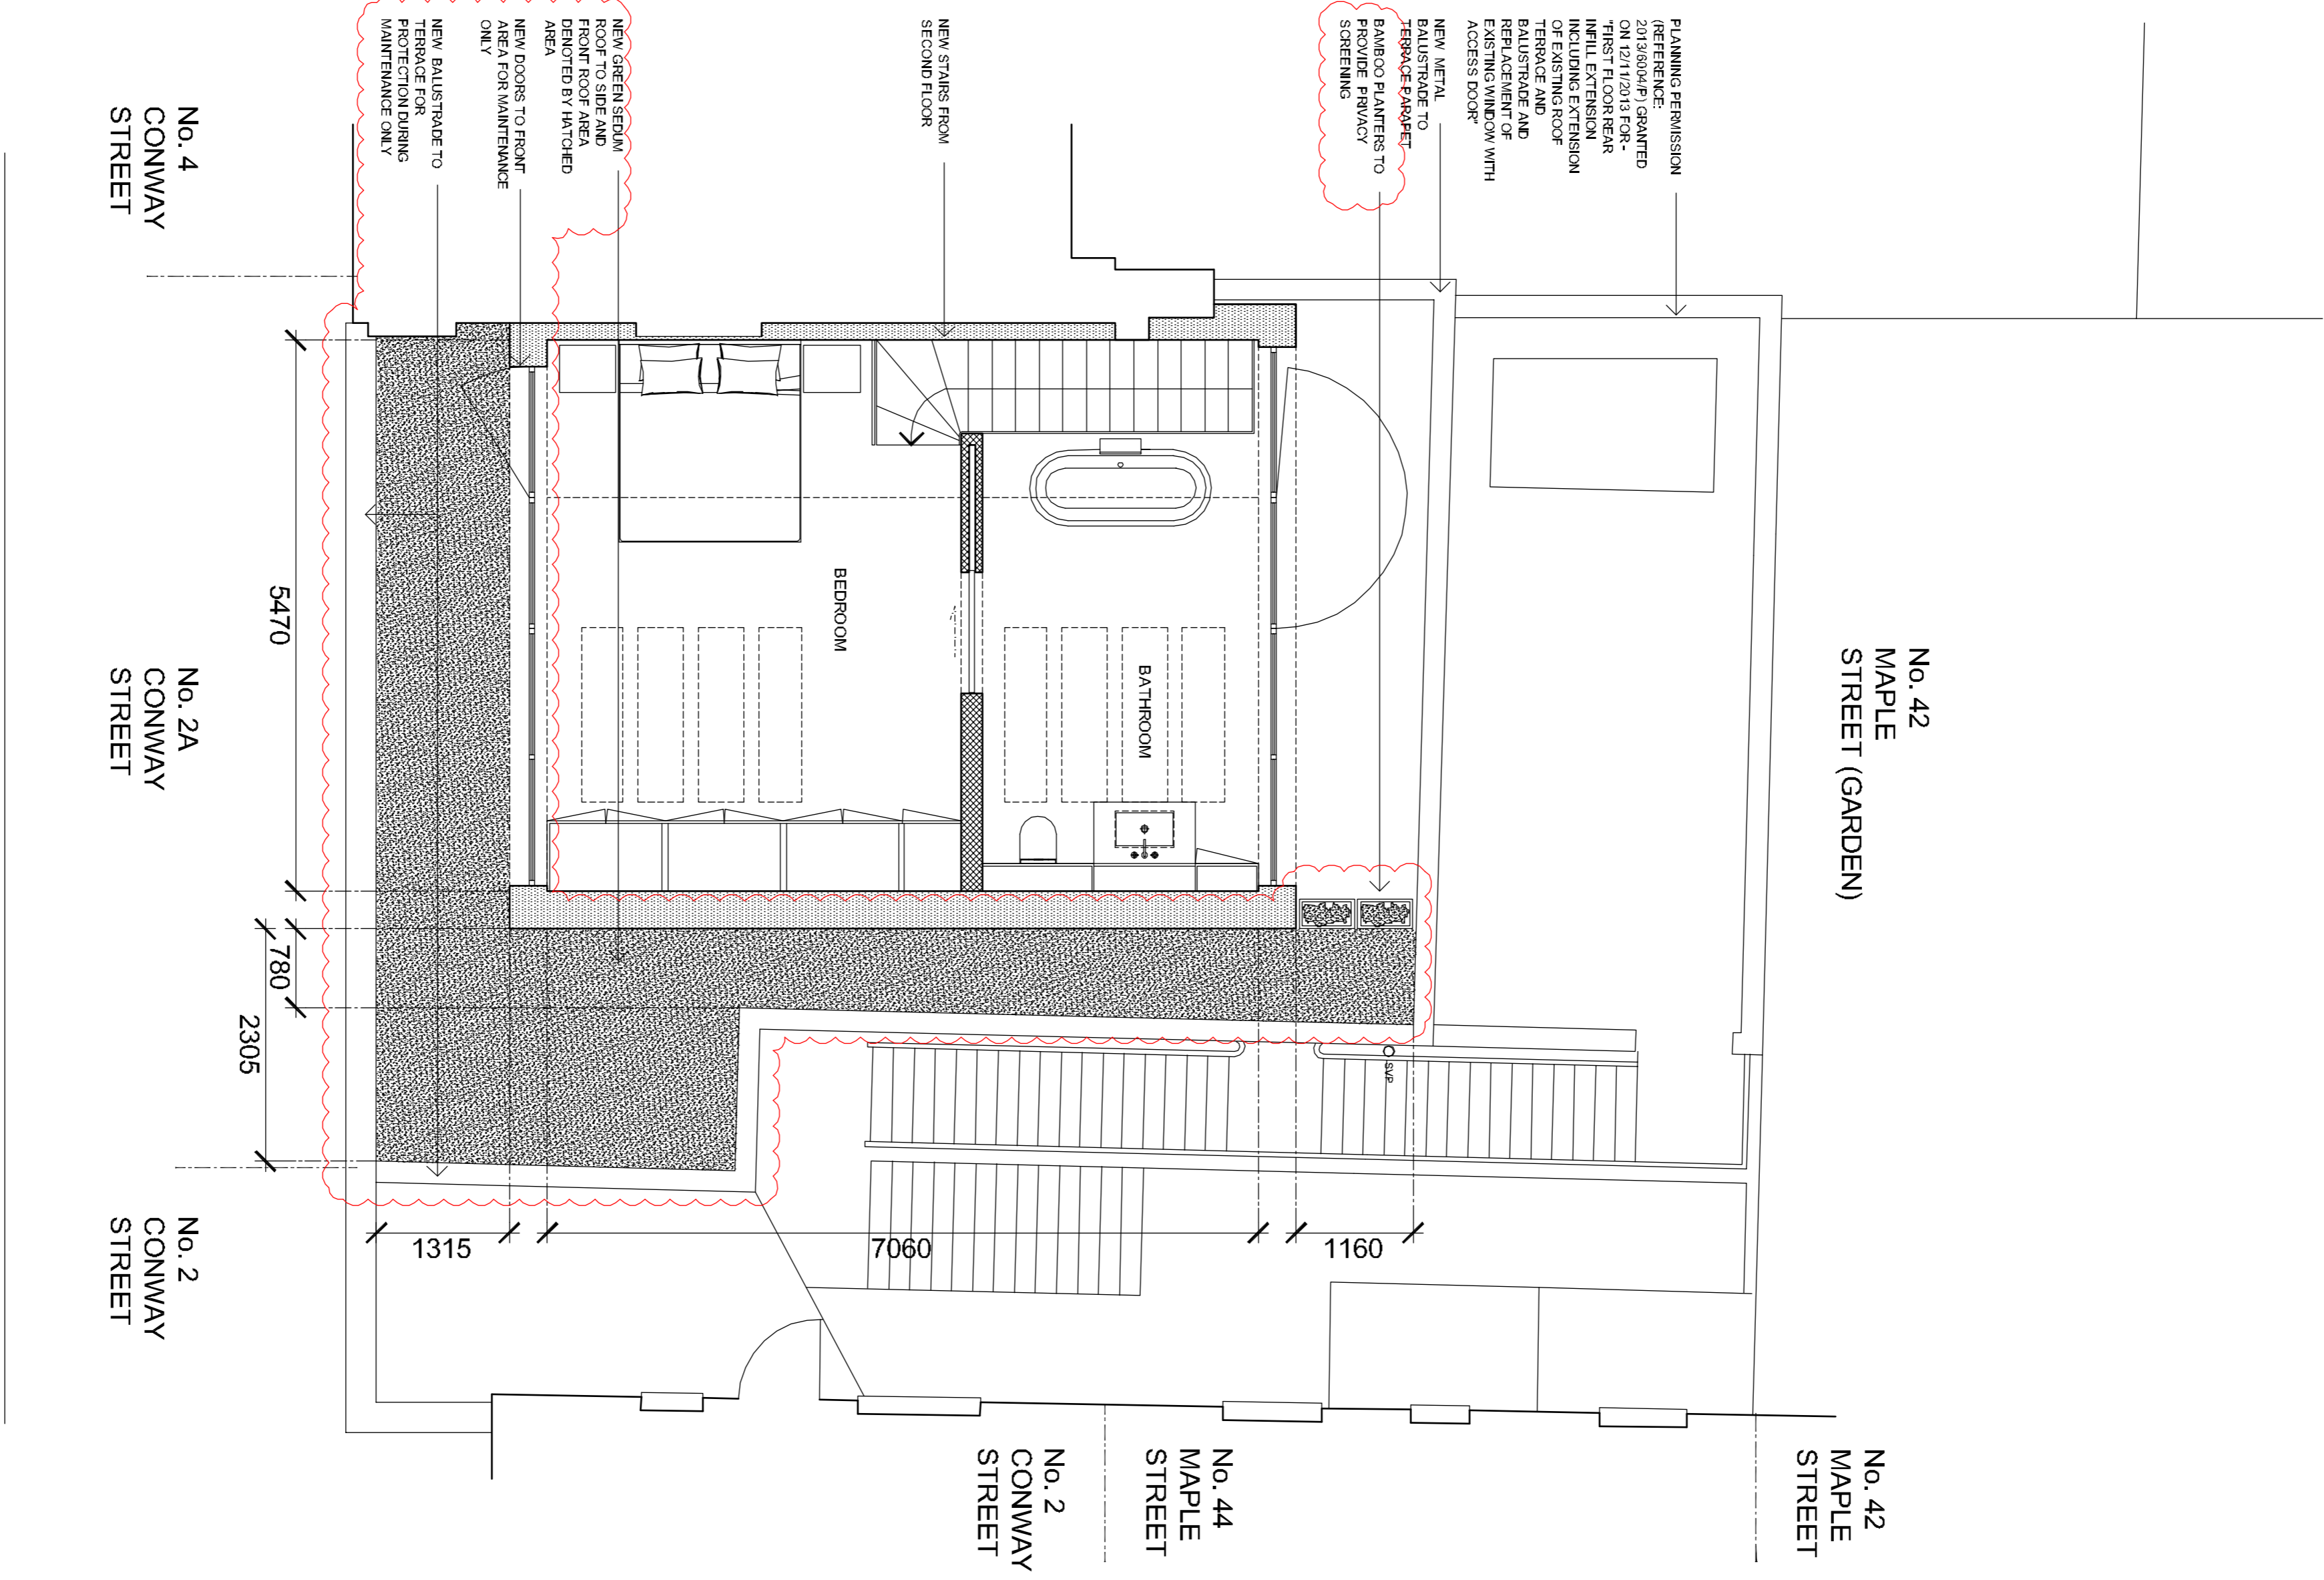 PLANNING PERMISSION
(REFERENCE:
2013/6004/P) GRANTED
ON 12/11/2013 FOR -
"FIRST FLOOR REAR
INFILL EXTENSION
INCLUDING EXTENSION
OF EXISTING ROOF
TERRACE AND
BALUSTRADE AND
REPLACEMENT OF
EXISTING WINDOW WITH
ACCESS DOOR"
NEW METAL
BALUSTRADE TO
TERRACE PARAPET
BAMBOO PLANTERS TO
PROVIDE PRIVACY
SCREENING
NEW STAIRS FROM
SECOND FLOOR
NEW GREEN SEDUM
ROOF TO SIDE AND
FRONT ROOF AREA
DENOTED BY HATCHED
AREA
NEW DOORS TO FRONT
AREA FOR MAINTENANCE
ONLY
NEW BALUSTRADE TO
TERRACE FOR
PROTECTION DURING
MAINTENANCE ONLY
No. 4
CONWAY
STREET
No. 42
MAPLE
STREET (GARDEN)
BATHROOM
BEDROOM
5470
780
2305
No. 2A
CONWAY
STREET
SVP
1160
7060
1315
No. 2
CONWAY
STREET
No. 42
MAPLE
STREET
No. 44
MAPLE
STREET
No. 2
CONWAY
STREET